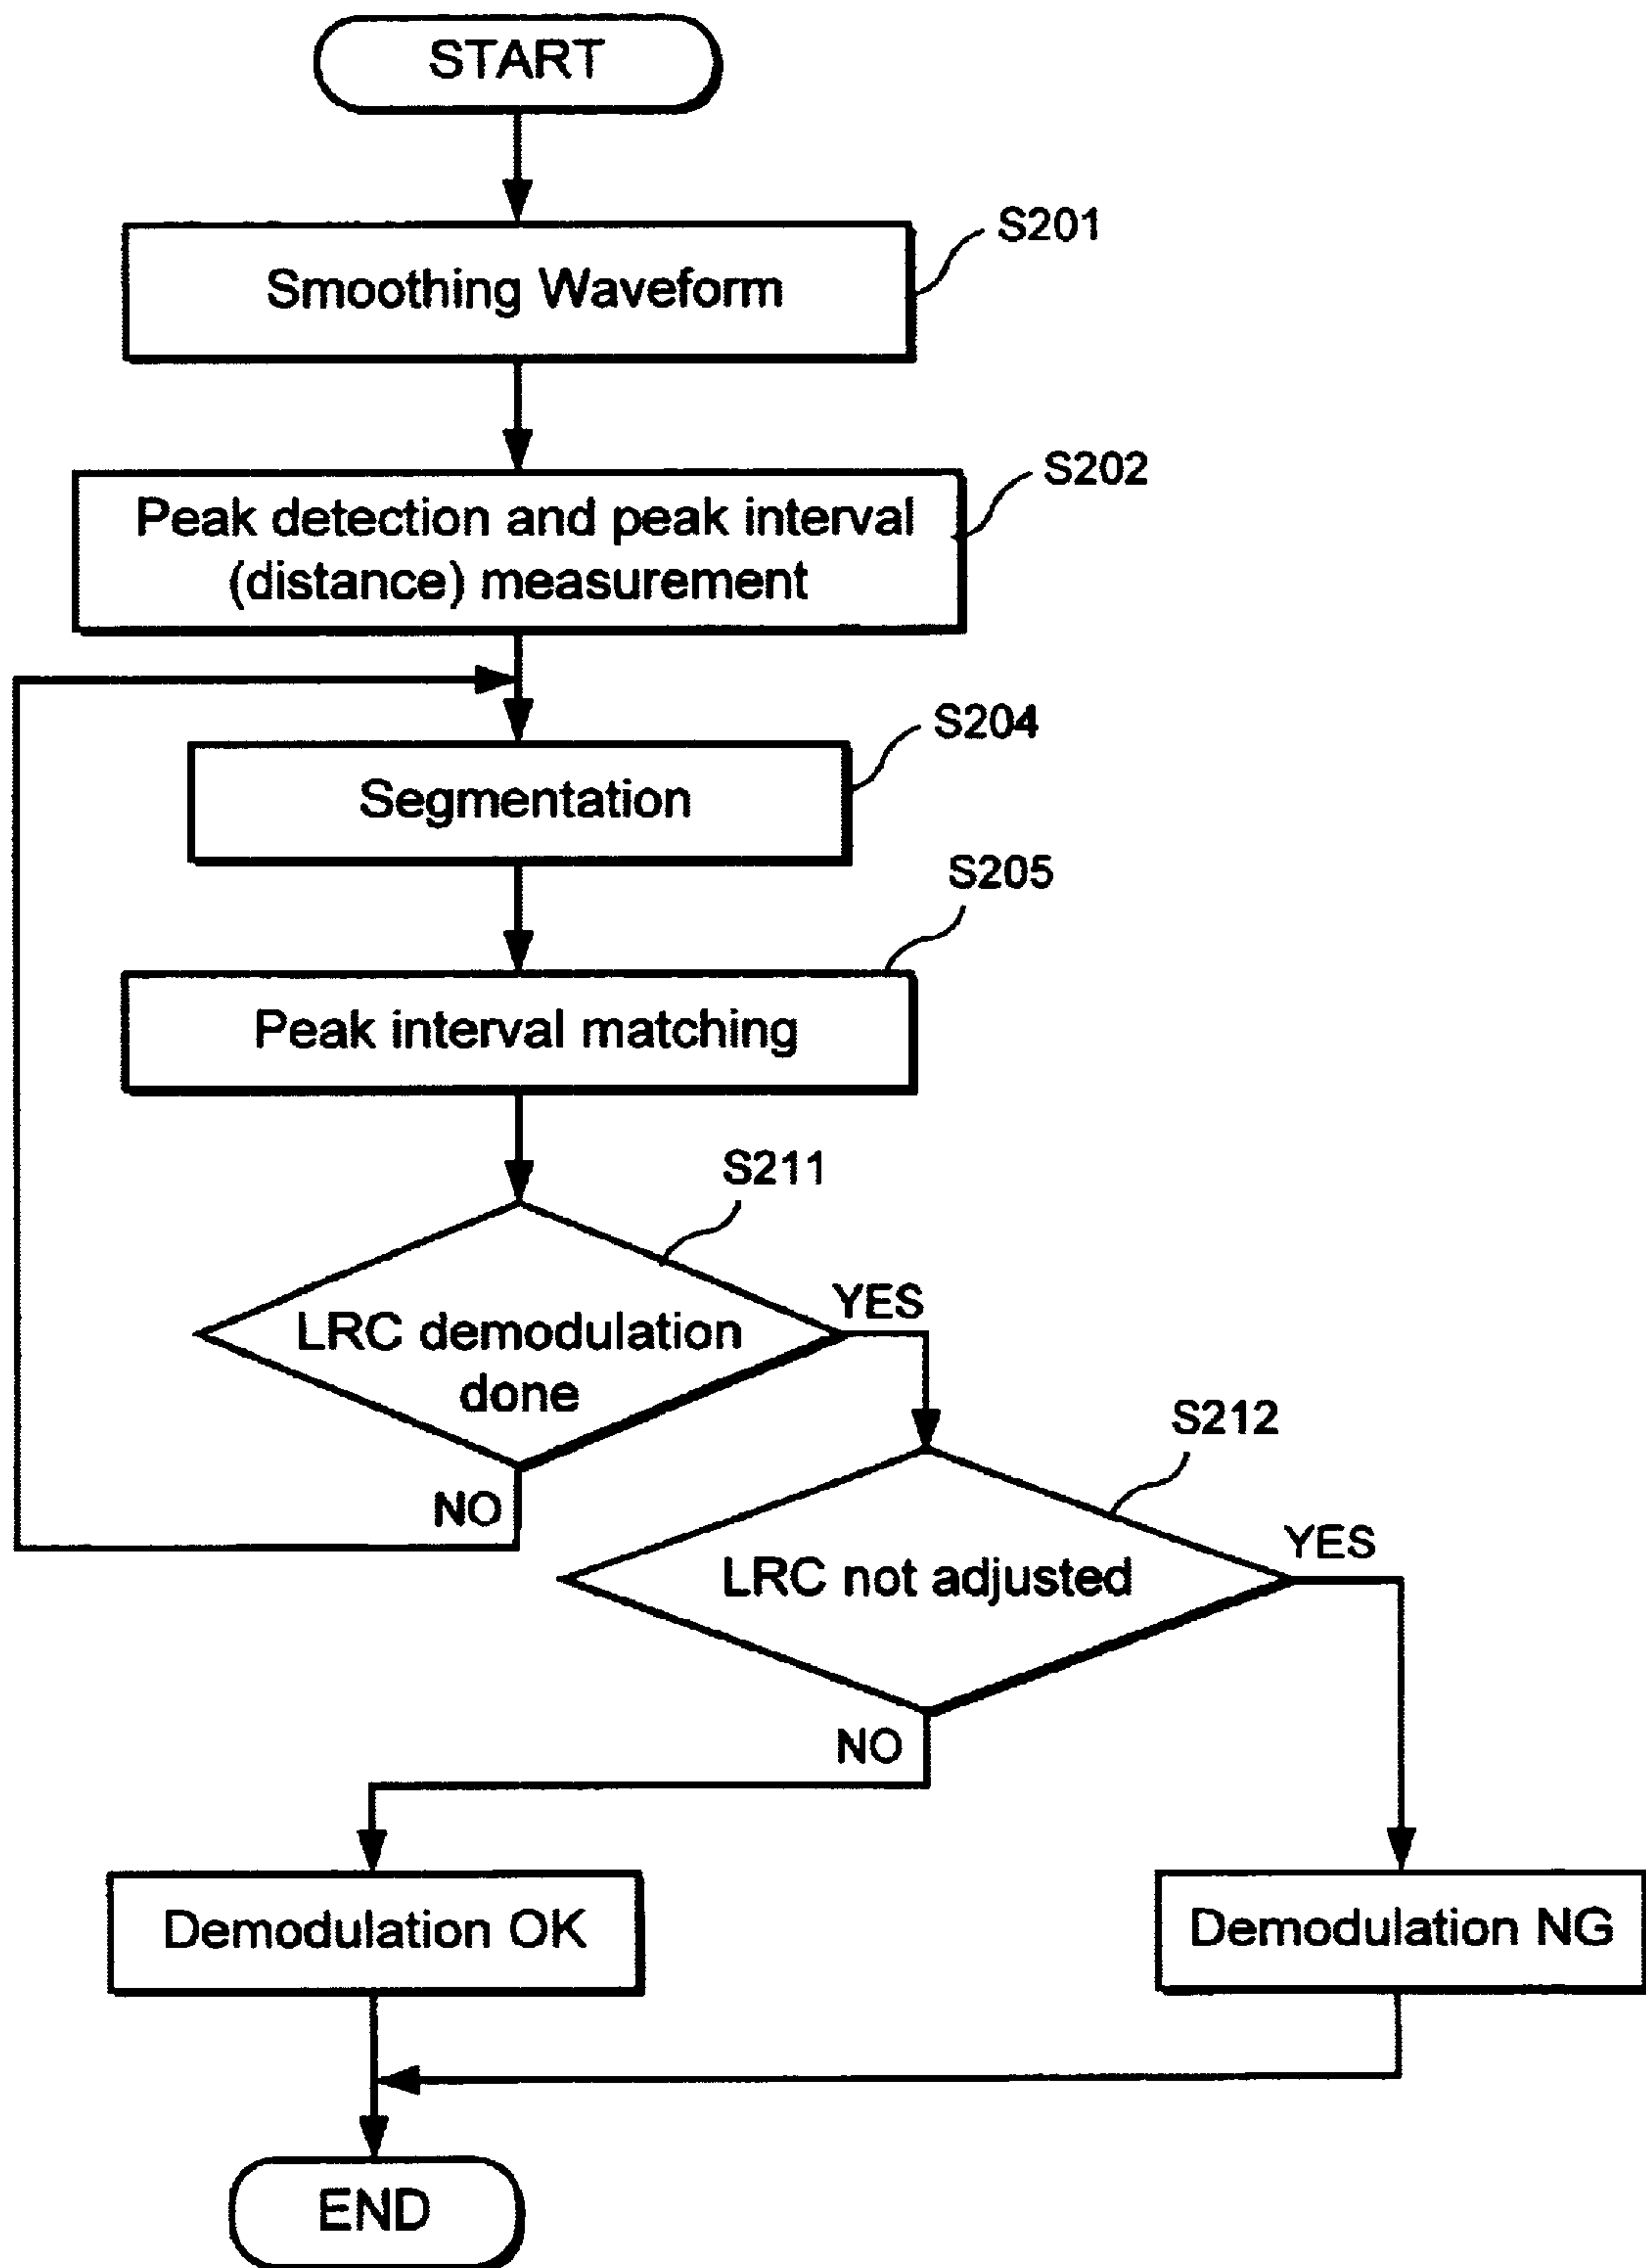 START
S201
Smoothing Waveform
S202
Peak detection and peak interval
(distance) measurement
S204
Segmentation
S205
Peak interval matching
S211
YES
LRC demodulation
done
NO
S212
YES
LRC not adjusted
NO
Demodulation OK
Demodulation NG
END